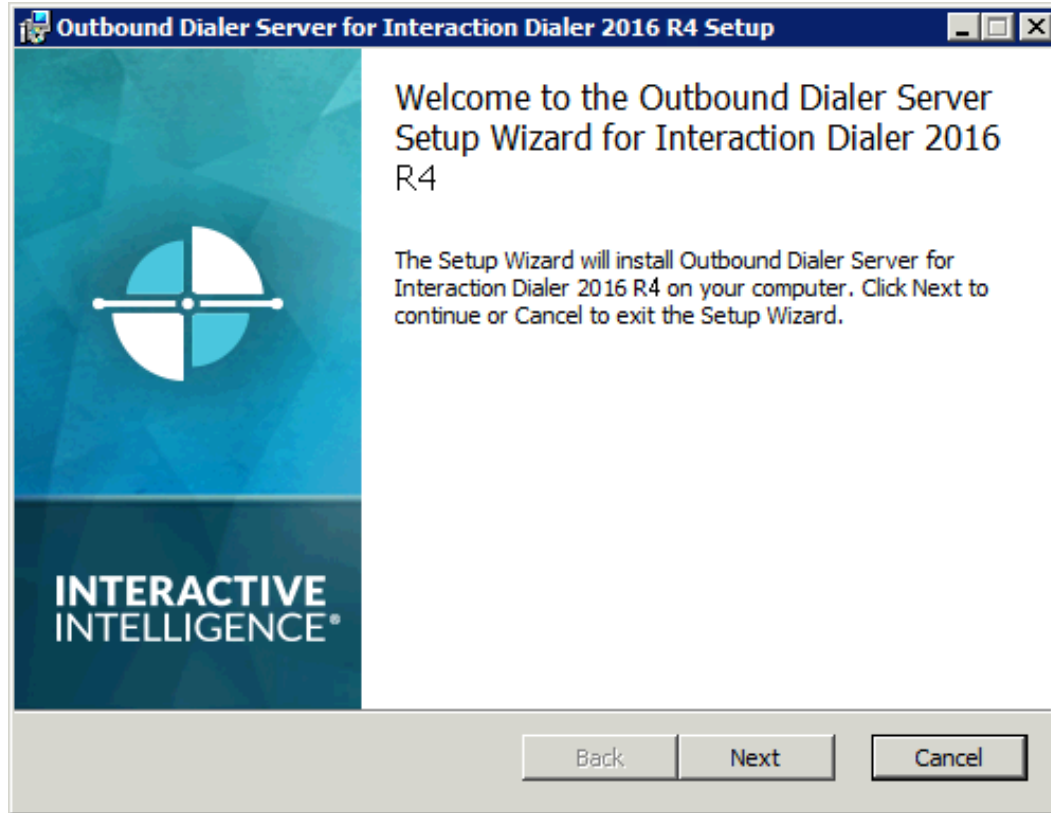 Outbound Dialer Server for Interaction Dialer 2016 R4 Setup
Welcome to the Outbound Dialer Server
Setup Wizard for Interaction Dialer 2016
R4
The Setup Wizard will install Outbound Dialer Server for
Interaction Dialer 2016 R4 on your computer. Click Next to
continue or Cancel to exit the Setup Wizard.
INTERACTIVE
INTELLIGENCE®
Back
Next
Cancel